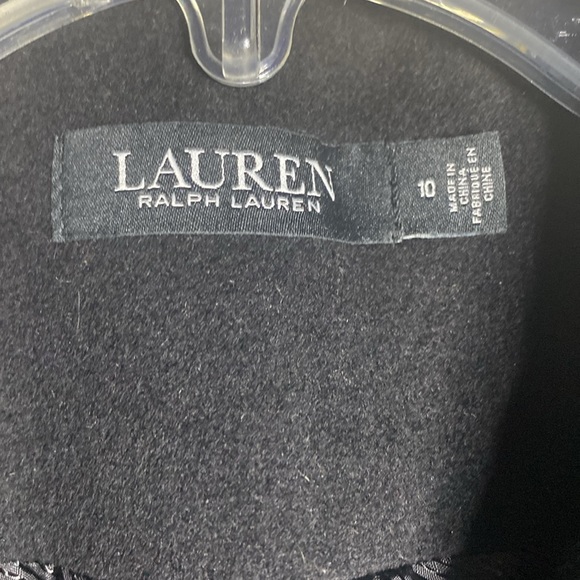 LAUREN
RALPH LAUREN
10
MADE IN
CHINA
FABRIQUÉ EN
CHINE